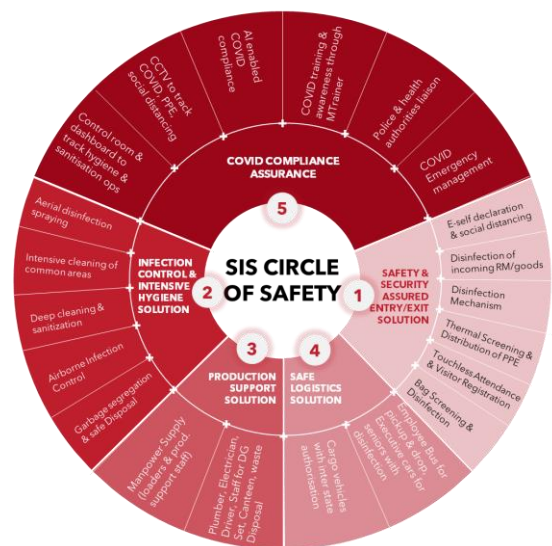 SIS CIRCLE
OF SAFETY
1
SAFETY &
SECURITY
ASSURED
ENTRY/EXIT
SOLUTION
E-self declaration
& social distancing
Disinfection of
incoming RM/goods
Disinfection
Mechanism
Thermal Screening &
Distribution of PPE
Touchless Attendance
& Visitor Registration
Bag Screening &
Disinfection
2
INFECTION
CONTROL &
INTENSIVE
HYGIENE
SOLUTION
Aerial disinfection
spraying
Intensive cleaning of
common areas
Deep cleaning &
sanitization
Airborne Infection
Control
Garbage segregation
& safe Disposal
3
PRODUCTION
SUPPORT
SOLUTION
Manpower Supply
(loaders & prod.
support staff)
Plumber, Electrician,
Driver, Staff for DG
Set, Canteen, waste
Disposal
4
SAFE
LOGISTICS
SOLUTION
Cargo vehicles
with inter state
authorisation
Employee Bus for
pickup & drop,
Executive cars for
seniors with
disinfection
5
COVID COMPLIANCE
ASSURANCE
Control room &
dashboard to
track hygiene &
sanitisation ops
CCTV to track
COVID, PPE,
social distancing
AI enabled
COVID
compliance
COVID training &
awareness through
MTrainer
Police & health
authorities liaison
COVID
Emergency
management